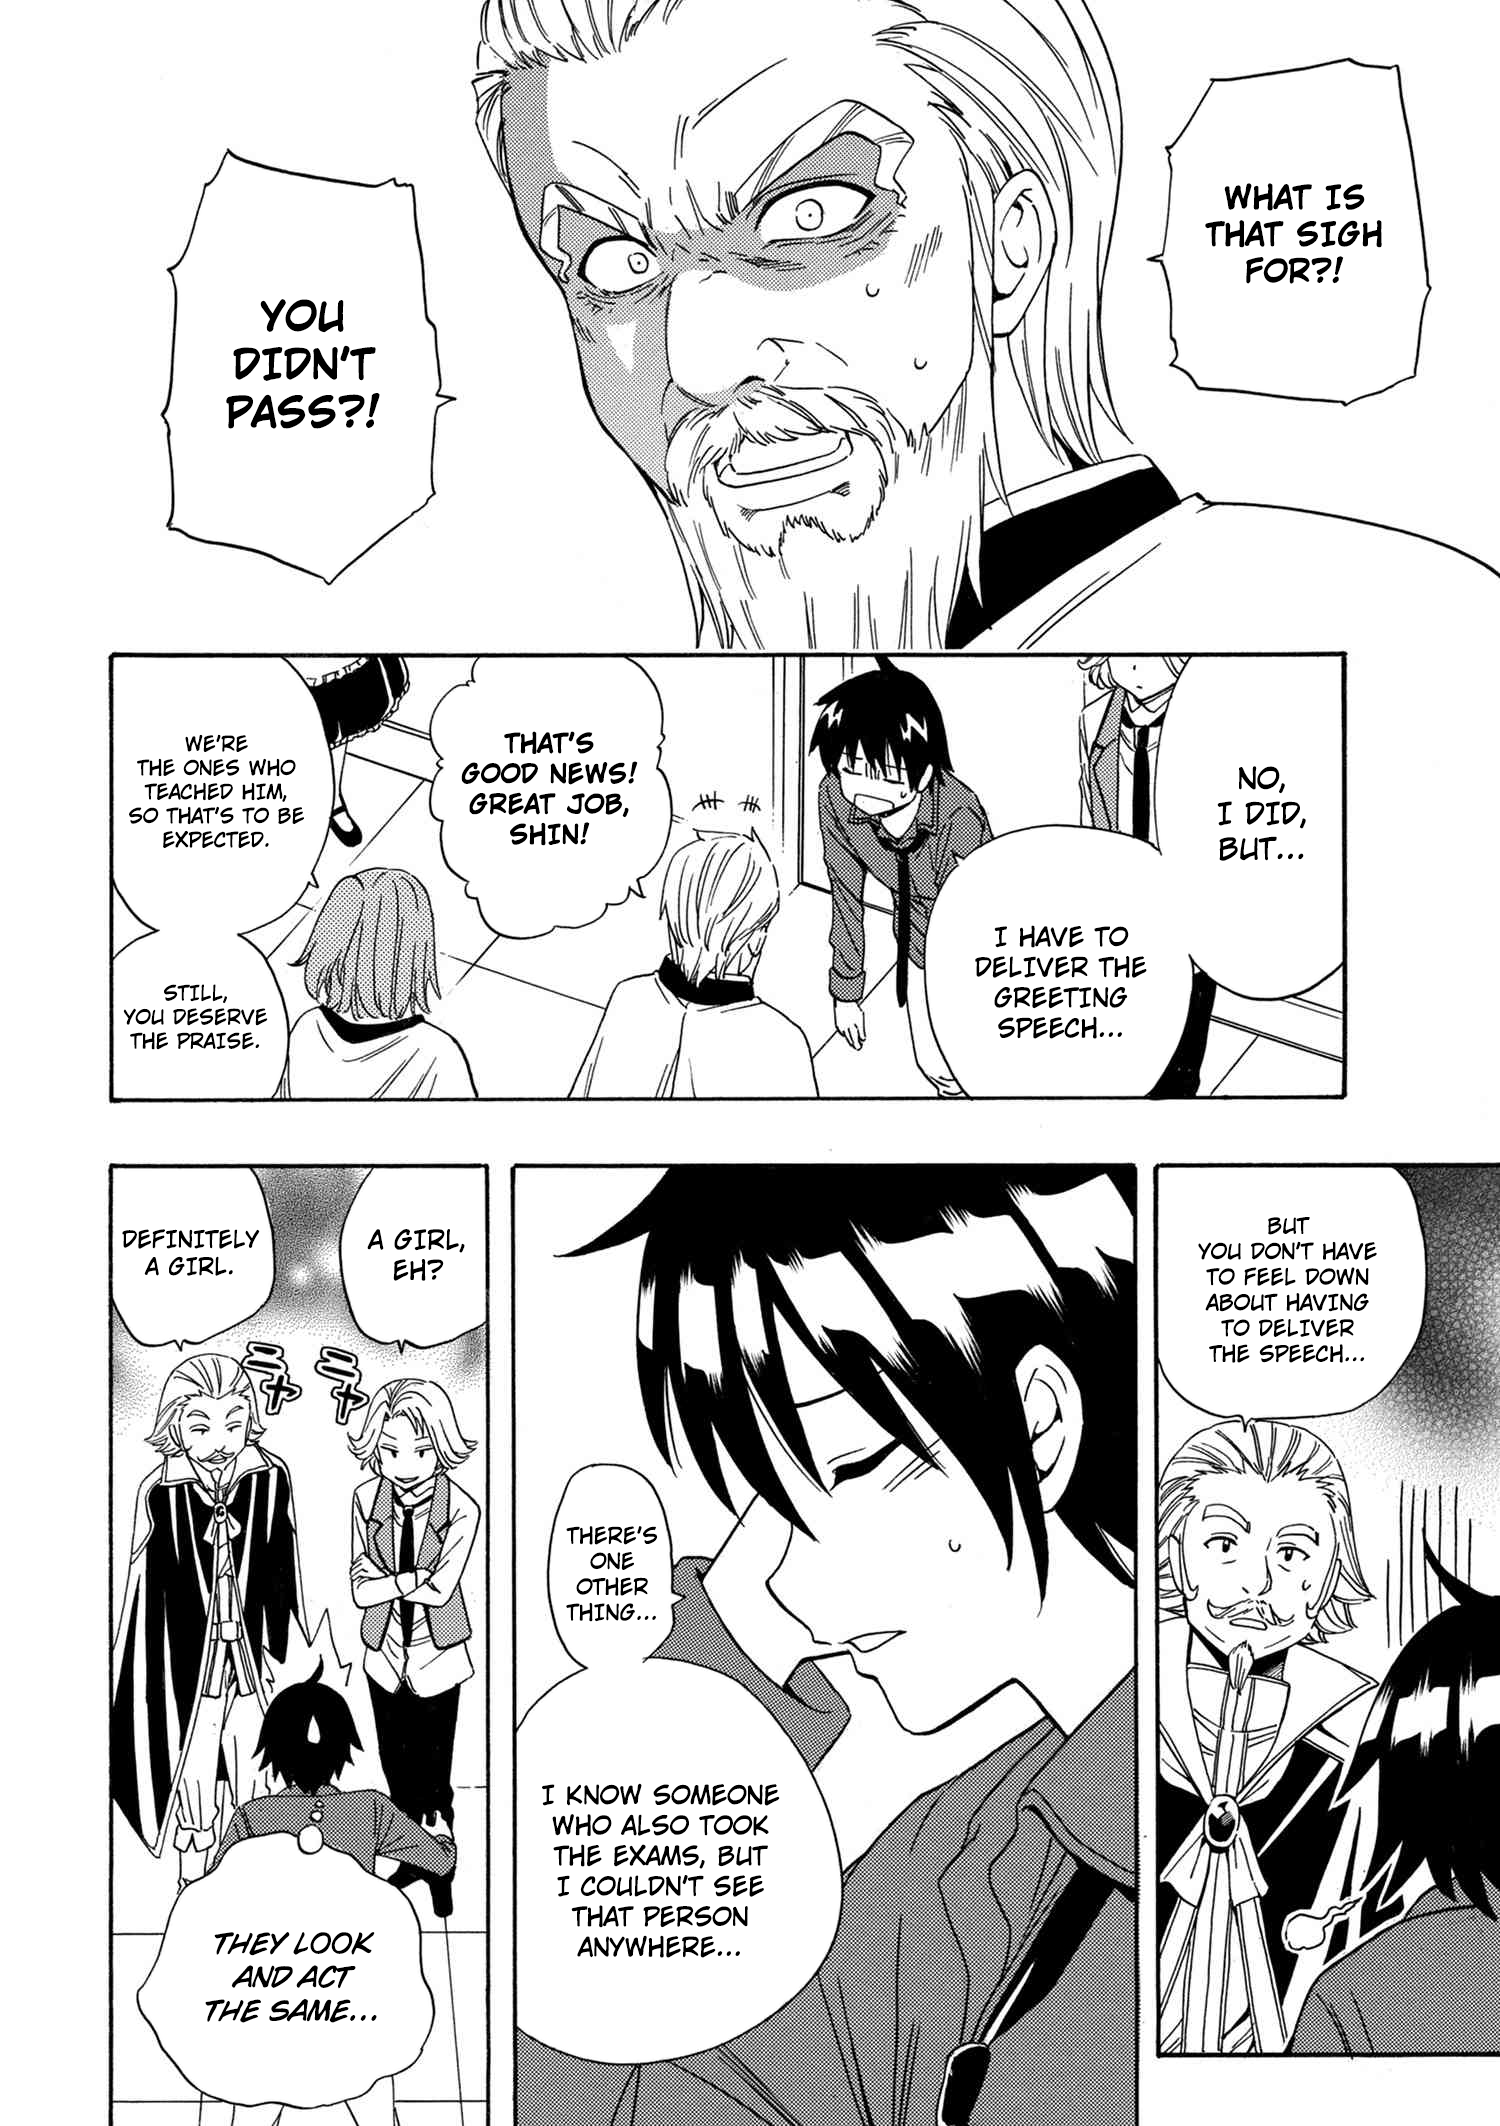 WHAT IS
THAT SIGH
FOR?!
YOU
DIDN'T
PASS?!
NO,
I DID,
BUT...
I HAVE TO
DELIVER THE
GREETING
SPEECH...
THAT'S
GOOD NEWS!
GREAT JOB,
SHIN!
WE'RE
THE ONES WHO
TEACHED HIM,
SO THAT'S TO BE
EXPECTED.
STILL,
YOU DESERVE
THE PRAISE.
BUT
YOU DON'T HAVE
TO FEEL DOWN
ABOUT HAVING
TO DELIVER
THE SPEECH...
THERE'S
ONE
OTHER
THING...
I KNOW SOMEONE
WHO ALSO TOOK
THE EXAMS, BUT
I COULDN'T SEE
THAT PERSON
ANYWHERE...
A GIRL,
EH?
ニヤ
DEFINITELY
A GIRL.
ニヤ
THEY LOOK
AND ACT
THE SAME...